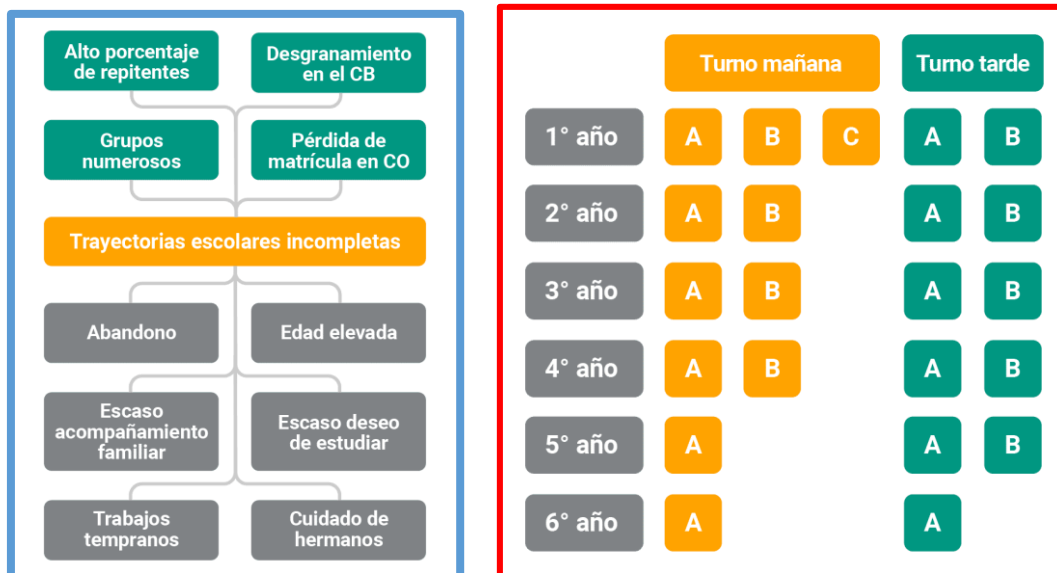 Alto porcentaje
de repitentes
Desgranamiento
en el CB
Grupos
numerosos
Pérdida de
matrícula en CO
Trayectorias escolares incompletas
Abandono
Edad elevada
Escaso
acompañamiento
familiar
Escaso deseo
de estudiar
Trabajos
tempranos
Cuidado de
hermanos
Turno mañana Turno tarde
1° año A B C A B
2° año A B A B
3° año A B A B
4° año A B A B
5° año A A B
6° año A A